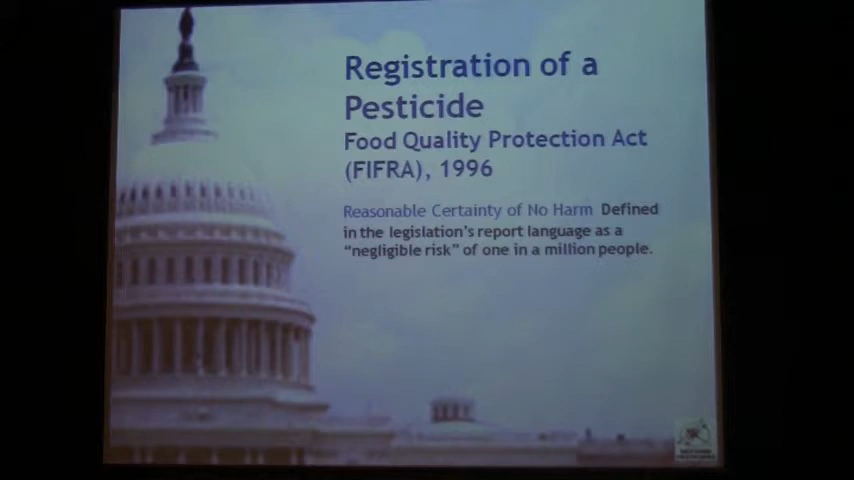 Registration of a
Pesticide
Food Quality Protection Act
(FIFRA), 1996
Reasonable Certainty of No Harm Defined
in the legislation's report language as a
“negligible risk” of one in a million people.